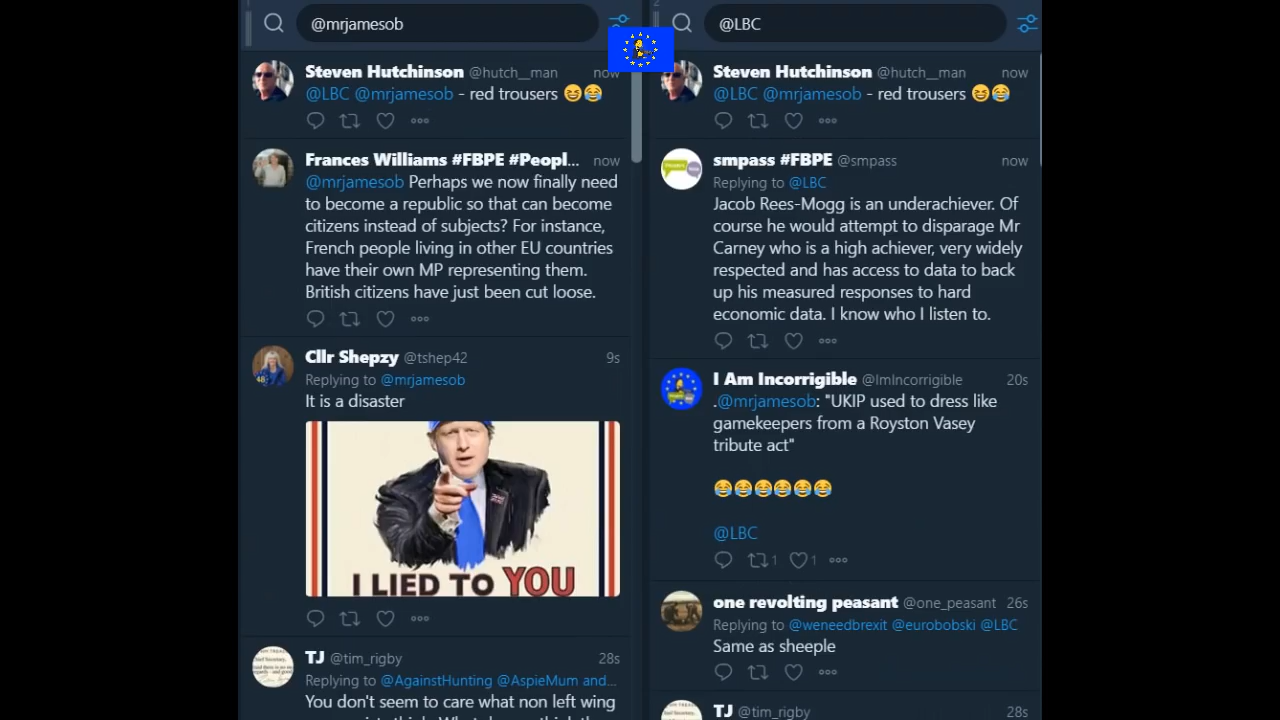 @mrjamesob
Steven Hutchinson @hutch__man now
@LBC @mrjamesob - red trousers 😆😂
Frances Williams #FBPE #Peopl... now
@mrjamesob Perhaps we now finally need
to become a republic so that can become
citizens instead of subjects? For instance,
French people living in other EU countries
have their own MP representing them.
British citizens have just been cut loose.
Cllr Shepzy @tshep42 9s
Replying to @mrjamesob
It is a disaster
I LIED TO YOU
TJ @tim_rigby 28s
Replying to @AgainstHunting @AspieMum and...
You don't seem to care what non left wing
2
@LBC
Steven Hutchinson @hutch__man now
@LBC @mrjamesob - red trousers 😆😂
smpass #FBPE @smpass now
Replying to @LBC
Jacob Rees-Mogg is an underachiever. Of
course he would attempt to disparage Mr
Carney who is a high achiever, very widely
respected and has access to data to back
up his measured responses to hard
economic data. I know who I listen to.
I Am Incorrigible @ImIncorrigible 20s
.@mrjamesob: "UKIP used to dress like
gamekeepers from a Royston Vasey
tribute act"
😂😂😂😂😂😂
@LBC
1 1
one revolting peasant @one_peasant 26s
Replying to @weneedbrexit @eurobobski @LBC
Same as sheeple
TJ @tim_rigby 28s